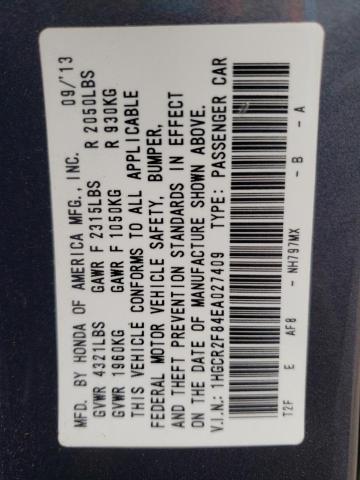 MFD. BY HONDA OF AMERICA MFG., INC. 09/'13
GVWR 4321LBS GAWR F 2315LBS R 2050LBS
GVWR 1960KG GAWR F 1050KG R 930KG
THIS VEHICLE CONFORMS TO ALL APPLICABLE
FEDERAL MOTOR VEHICLE SAFETY, BUMPER,
AND THEFT PREVENTION STANDARDS IN EFFECT
ON THE DATE OF MANUFACTURE SHOWN ABOVE.
V.I.N.: 1HGCR2F84EA027409 TYPE: PASSENGER CAR
T2F E AF8 - NH797MX - B - A